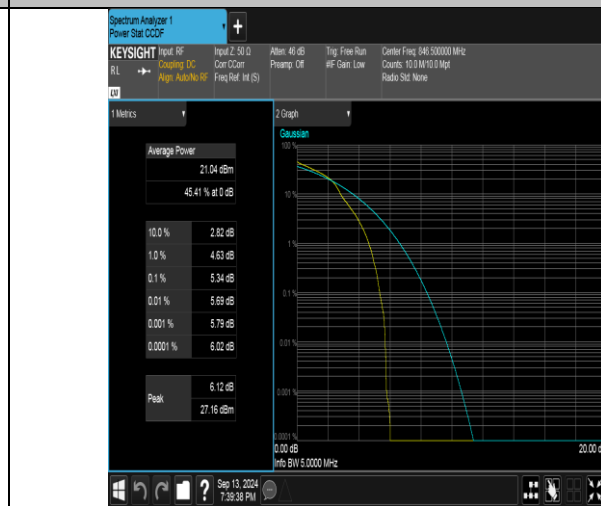 Spectrum Analyzer 1
Power Stat CCDF
+
KEYSIGHT Input: RF Input Z: 50 Ω Atten: 46 dB Trig: Free Run Center Freq: 846.500000 MHz
RL Coupling: DC Corr CCorr Preamp: Off #IF Gain: Low Counts: 10.0 M/10.0 Mpt
Align: Auto/No RF Freq Ref: Int (S) Radio Std: None
1 Metrics
2 Graph
Gaussian
Average Power
21.04 dBm
45.41 % at 0 dB
10.0 % 2.82 dB
1.0 % 4.63 dB
0.1 % 5.34 dB
0.01 % 5.69 dB
0.001 % 5.79 dB
0.0001 % 6.02 dB
Peak 6.12 dB
27.16 dBm
100 %
10 %
1 %
0.1 %
0.01 %
0.001 %
0.0001 %
0.00 dB 20.00
Info BW 5.0000 MHz
? Sep 13, 2024
7:39:38 PM